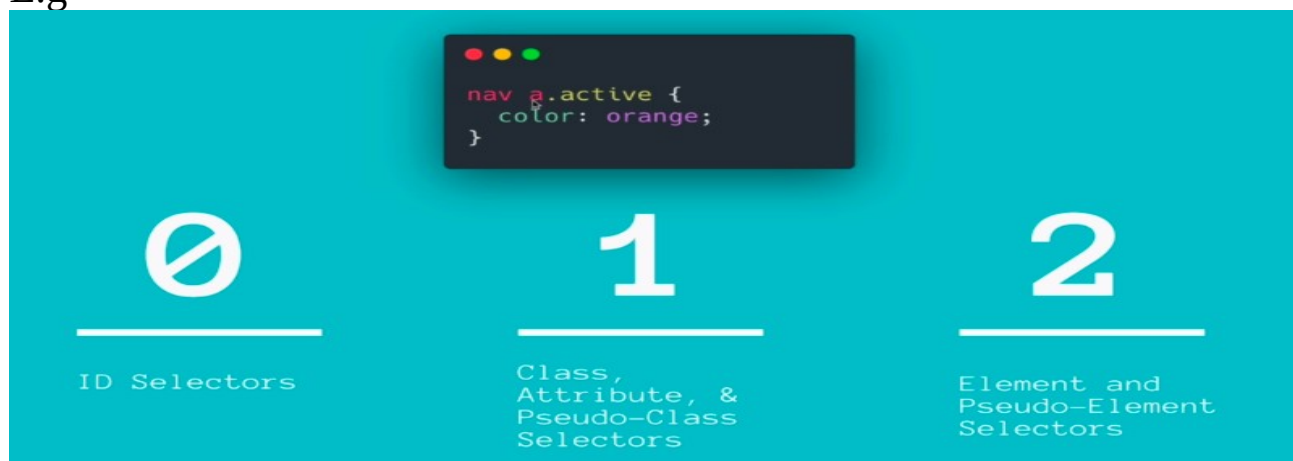 E.g
nav a.active {
color: orange;
}
0
1
2
ID Selectors
Class,
Attribute, &
Pseudo-Class
Selectors
Element and
Pseudo-Element
Selectors